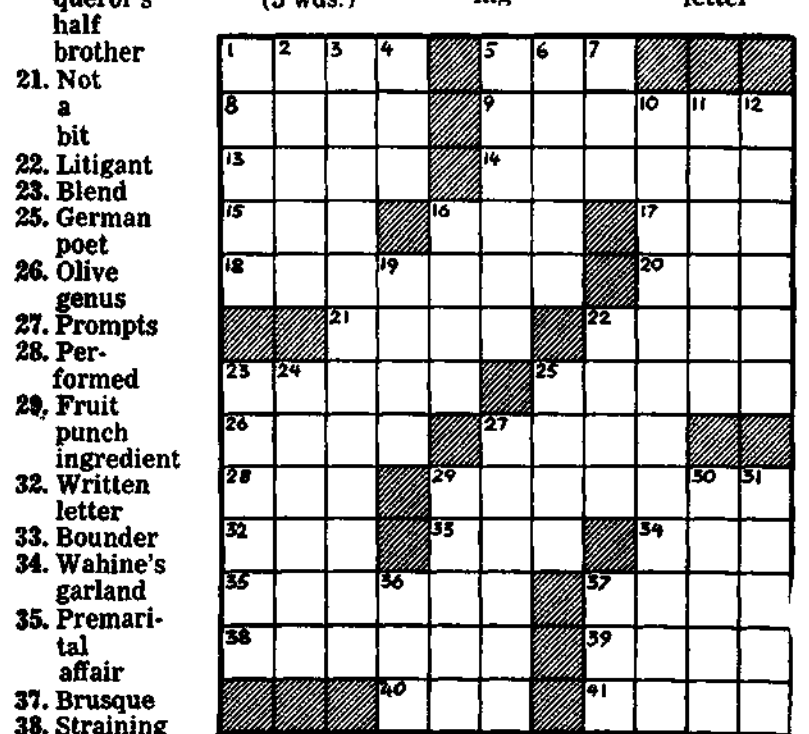 queror's
half
brother
21. Not
a
bit
22. Litigant
23. Blend
25. German
poet
26. Olive
genus
27. Prompts
28. Per-
formed
29. Fruit
punch
ingredient
32. Written
letter
33. Bounder
34. Wahine's
garland
35. Premari-
tal
affair
37. Brusque
38. Straining
(3 wds.)
ing
letter
1 2 3 4 5 6 7
8 9 10 11 12
13 14
15 16 17
18 19 20
21 22
23 24 25
26 27
28 29 30 31
32 33 34
35 36 37
38 39
40 41